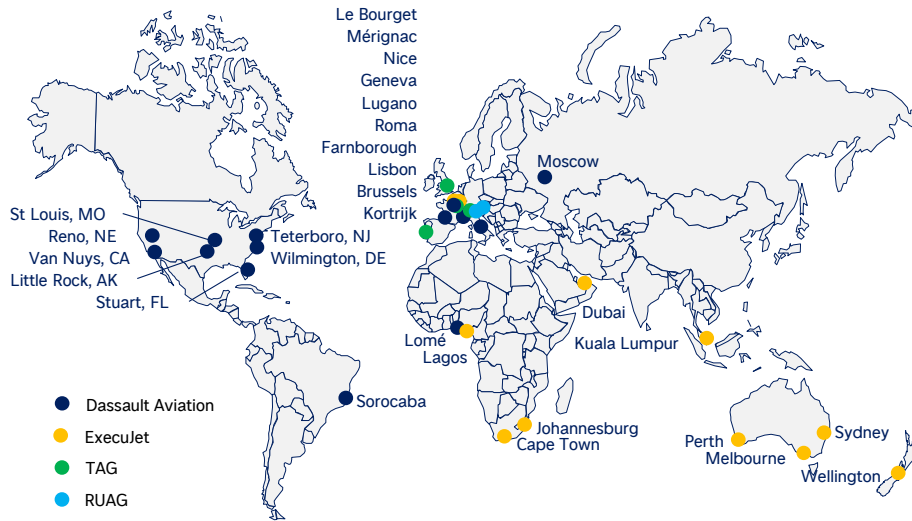 Le Bourget
Mérignac
Nice
Geneva
Lugano
Roma
Farnborough
Lisbon
Brussels
Kortrijk
Moscow
St Louis, MO
Reno, NE
Van Nuys, CA
Little Rock, AK
Stuart, FL
Teterboro, NJ
Wilmington, DE
Dubai
Kuala Lumpur
Lomé
Lagos
Sorocaba
Johannesburg
Cape Town
Perth
Melbourne
Sydney
Wellington
Dassault Aviation
ExecuJet
TAG
RUAG